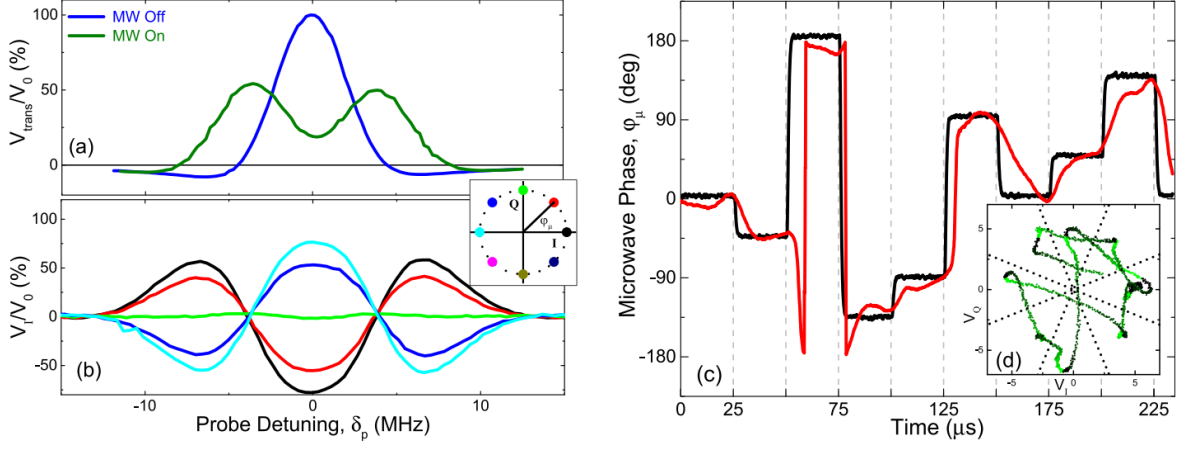 MW Off
MW On
V_trans/V_0 (%)
100
50
0
(a)
V_I/V_0 (%)
100
50
0
-50
(b)
-10
0
10
Probe Detuning, δ_p (MHz)
Q
φ_μ
I
Microwave Phase, φ_μ (deg)
180
90
0
-90
-180
(c)
0
25
50
75
100
125
150
175
200
225
Time (μs)
V_Q
5
0
-5
(d)
-5
0
5
V